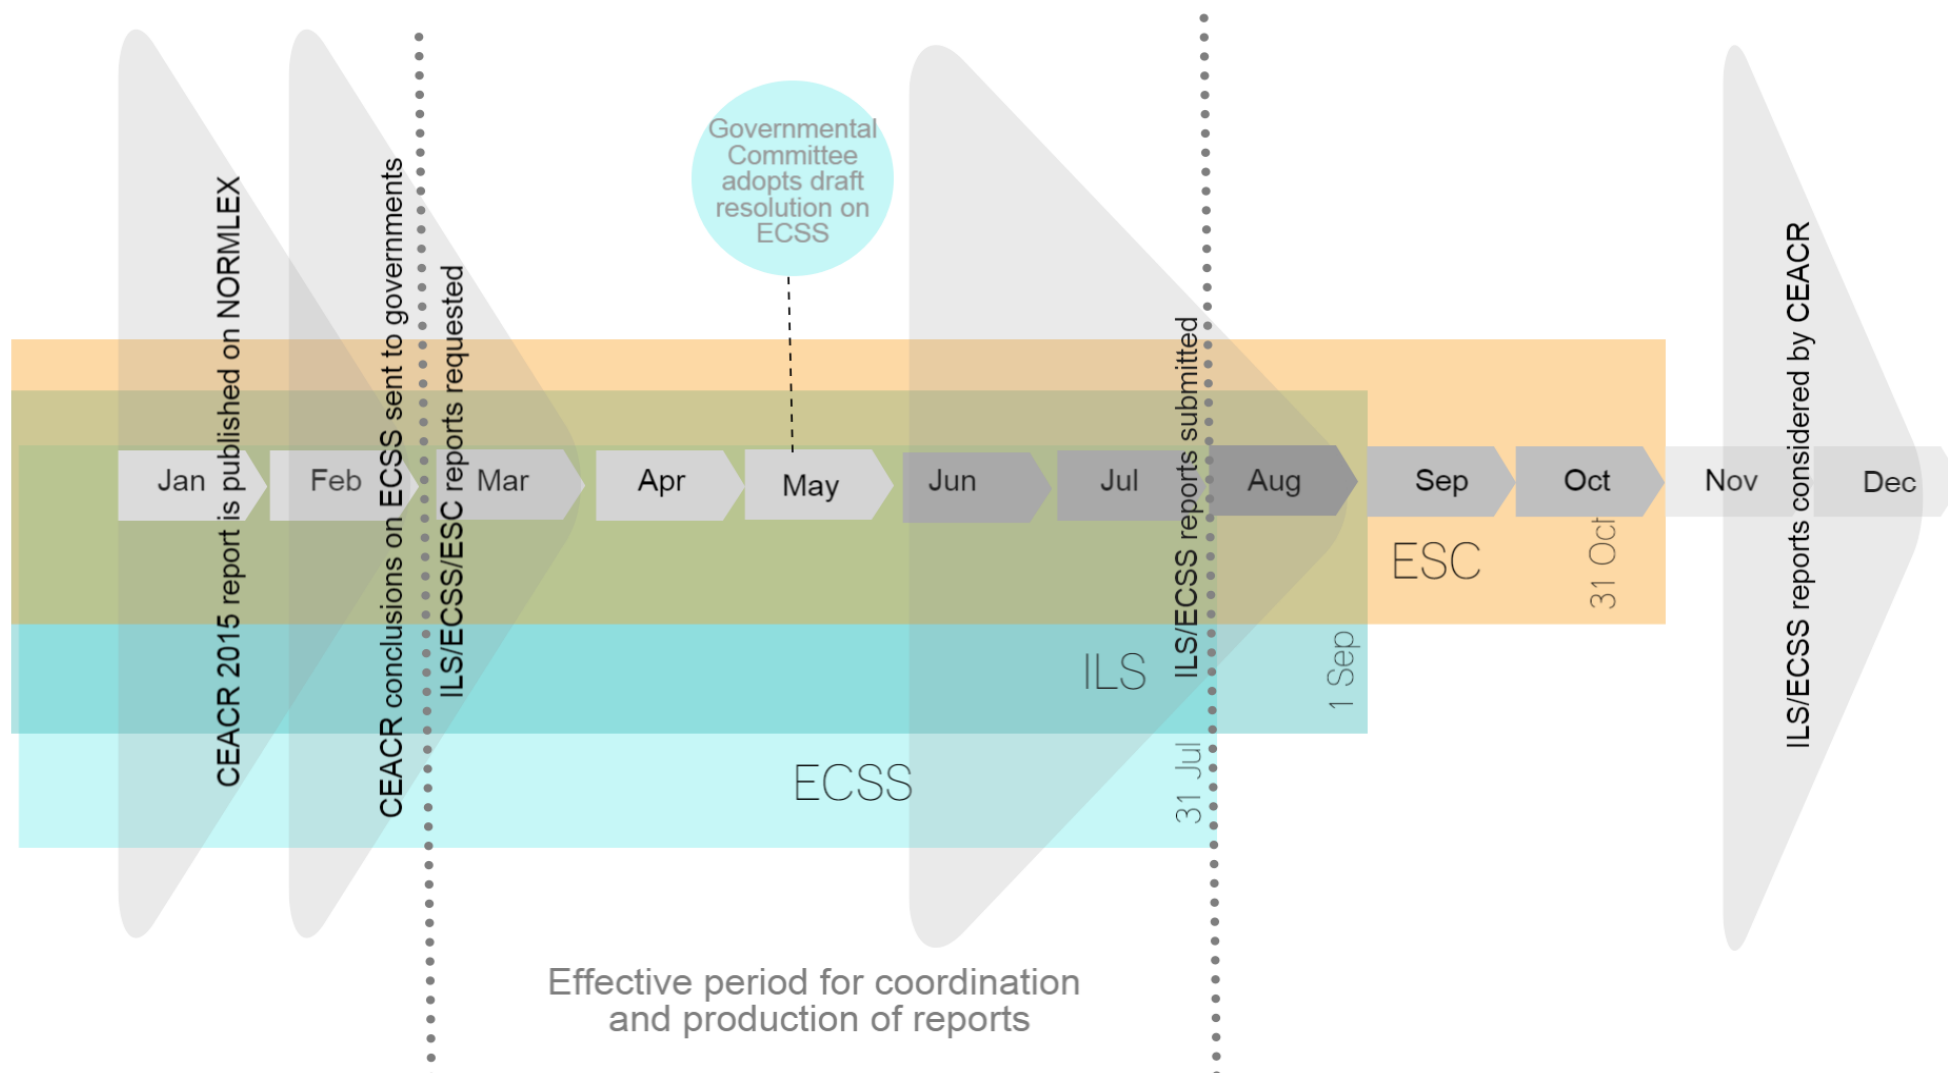 Governmental
Committee
adopts draft
resolution on
ECSS
CEACR 2015 report is published on NORMLEX
CEACR conclusions on ECSS sent to governments
ILS/ECSS/ESC reports requested
ILS/ECSS reports submitted
ILS/ECSS reports considered by CEACR
Jan
Feb
Mar
Apr
May
Jun
Jul
Aug
Sep
Oct
Nov
Dec
ESC
31 Oct
ILS
1 Sep
ECSS
31 Jul
Effective period for coordination
and production of reports